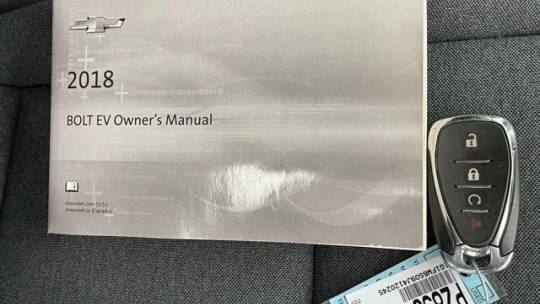 2018
BOLT EV Owner's Manual
chevrolet.com (U.S.)
chevrolet.ca (Canada)